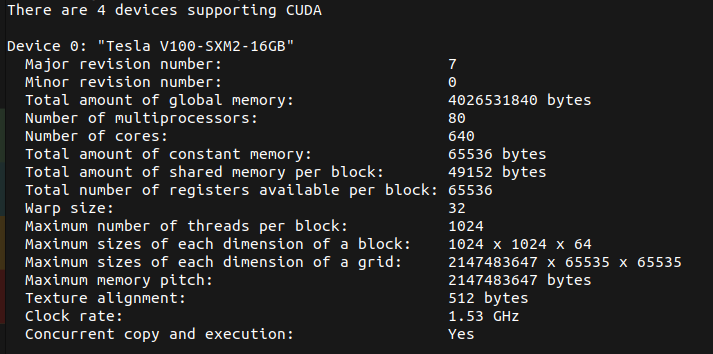 There are 4 devices supporting CUDA
Device 0: "Tesla V100-SXM2-16GB"
Major revision number: 7
Minor revision number: 0
Total amount of global memory: 4026531840 bytes
Number of multiprocessors: 80
Number of cores: 640
Total amount of constant memory: 65536 bytes
Total amount of shared memory per block: 49152 bytes
Total number of registers available per block: 65536
Warp size: 32
Maximum number of threads per block: 1024
Maximum sizes of each dimension of a block: 1024 x 1024 x 64
Maximum sizes of each dimension of a grid: 2147483647 x 65535 x 65535
Maximum memory pitch: 2147483647 bytes
Texture alignment: 512 bytes
Clock rate: 1.53 GHz
Concurrent copy and execution: Yes